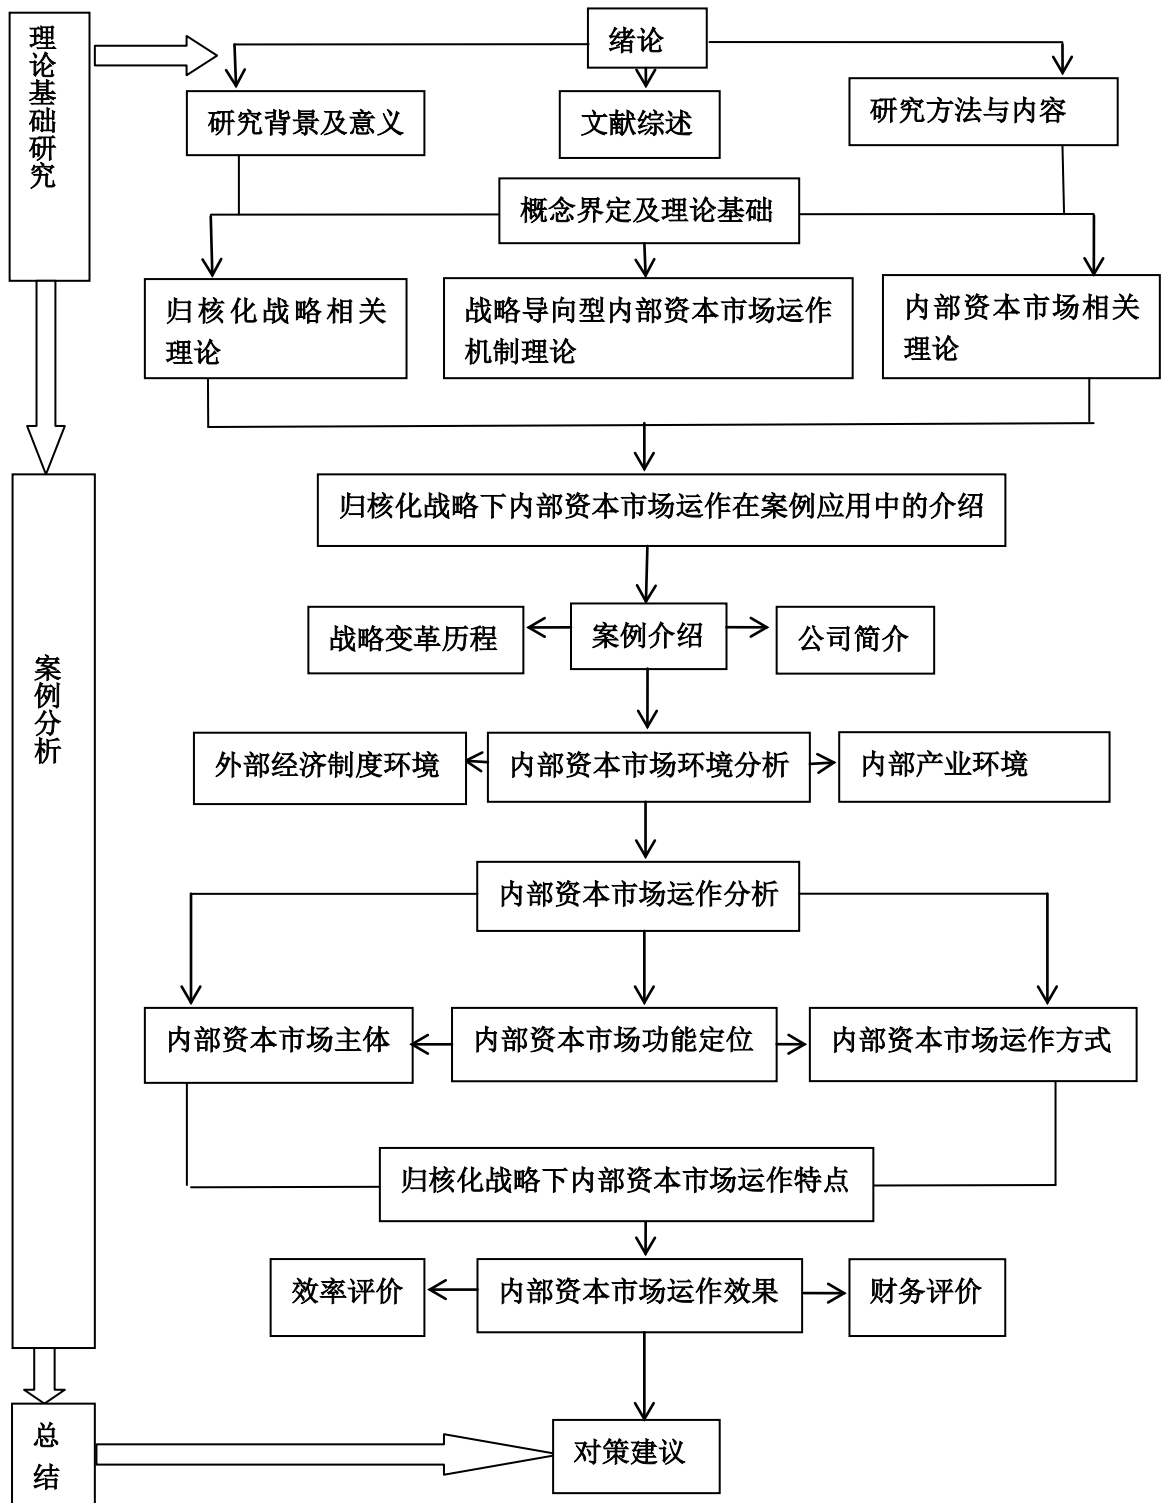 理论基础研究
绪论
研究背景及意义
文献综述
研究方法与内容
概念界定及理论基础
归核化战略相关
理论
战略导向型内部资本市场运作
机制理论
内部资本市场相关
理论
案例分析
归核化战略下内部资本市场运作在案例应用中的介绍
战略变革历程
案例介绍
公司简介
外部经济制度环境
内部资本市场环境分析
内部产业环境
内部资本市场运作分析
内部资本市场主体
内部资本市场功能定位
内部资本市场运作方式
归核化战略下内部资本市场运作特点
效率评价
内部资本市场运作效果
财务评价
总
结
对策建议